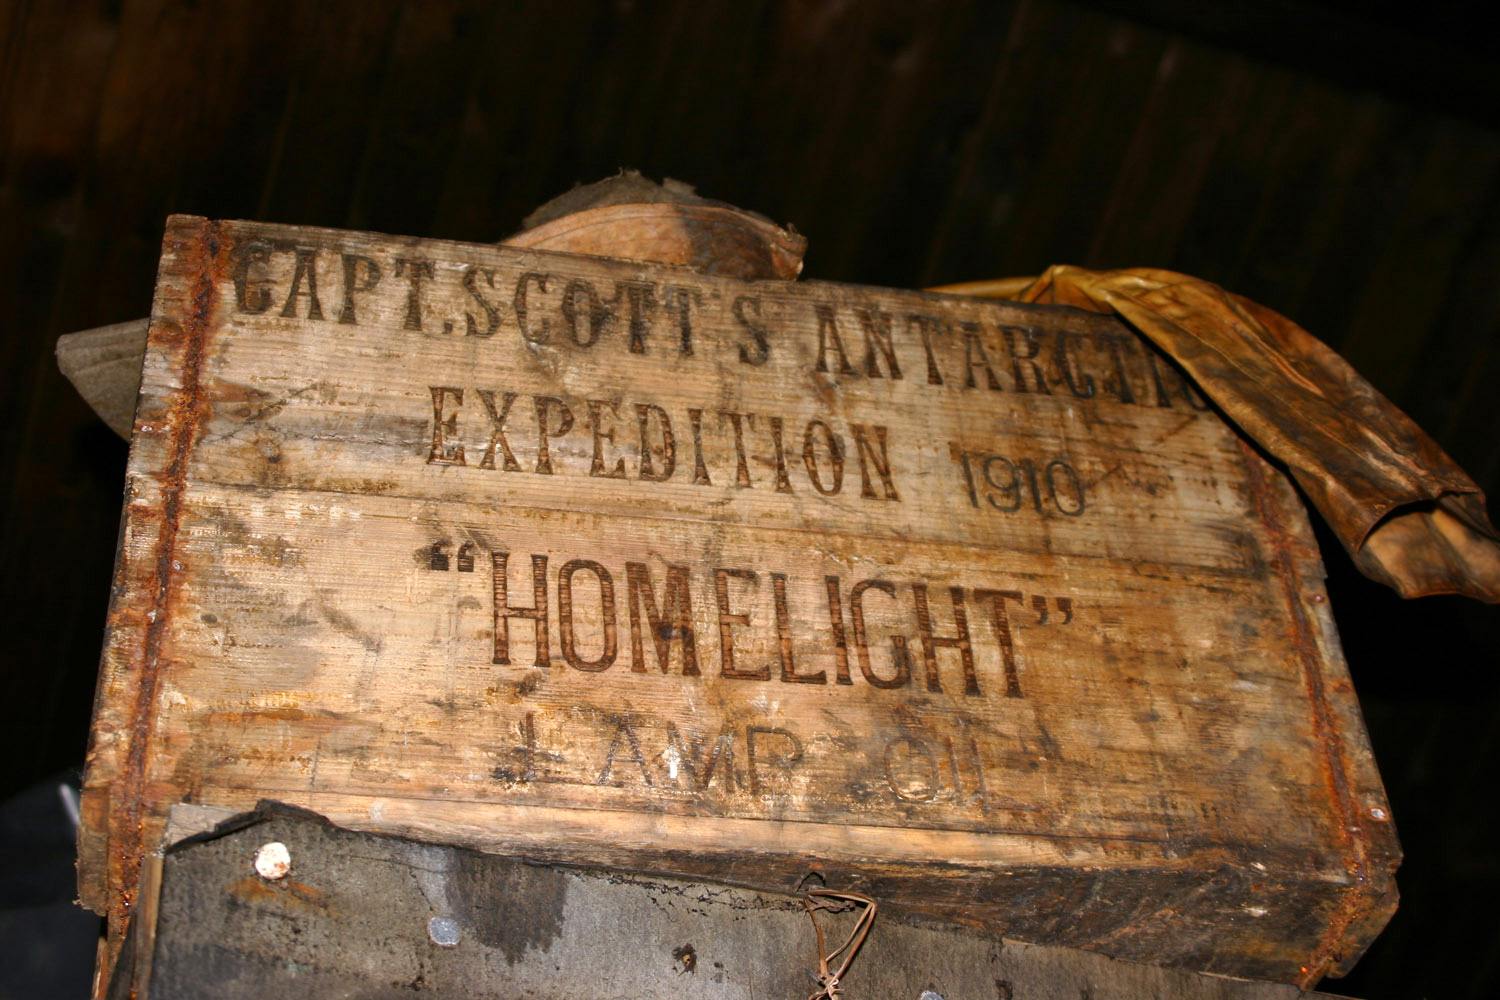 CAPT. SCOTT'S ANTARCTIC
EXPEDITION 1910
“HOMELIGHT”
LAMP OIL